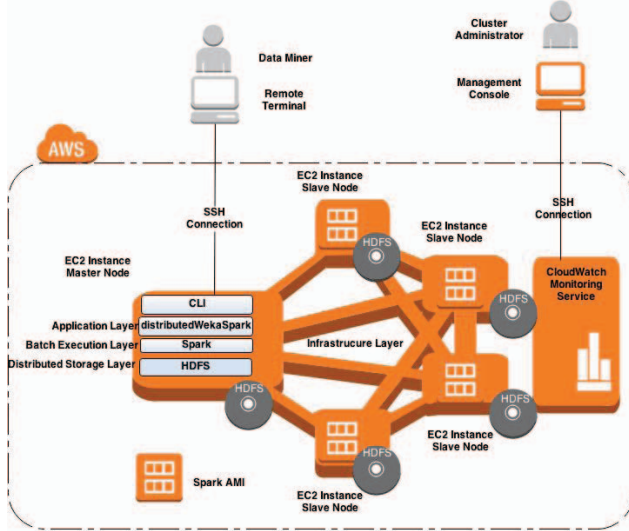 Cluster
Administrator
Data Miner
Remote
Terminal
Management
Console
AWS
EC2 Instance
Slave Node
SSH
Connection
SSH
Connection
EC2 Instance
Slave Node
EC2 Instance
Master Node
HDFS
CloudWatch
Monitoring
Service
CLI
HDFS
Application Layer
distributedWekaSpark
Batch Execution Layer
Spark
Infrastrucure Layer
Distributed Storage Layer
HDFS
HDFS
HDFS
EC2 Instance
Slave Node
HDFS
Spark AMI
EC2 Instance
Slave Node